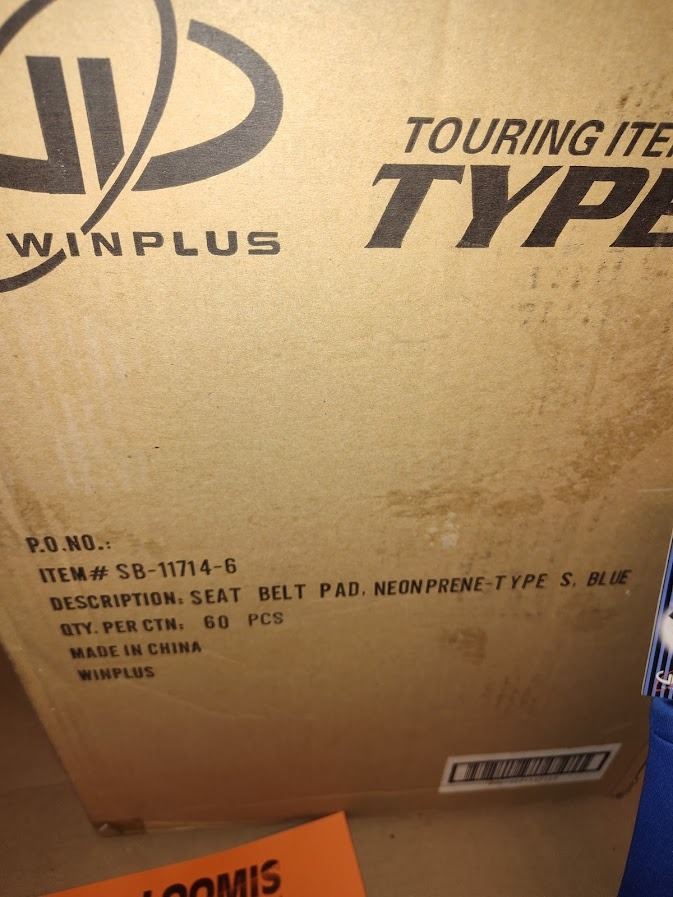 WINPLUS
TOURING ITE
TYPE
P.O.NO.:
ITEM# SB-11714-6
DESCRIPTION: SEAT BELT PAD, NEONPRENE-TYPE S, BLUE
QTY. PER CTN: 60 PCS
MADE IN CHINA
WINPLUS
LOOMIS